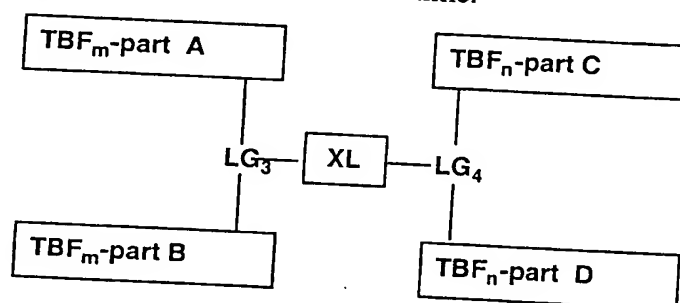 TBFm-part A
TBFn-part C
LG3
XL
LG4
TBFm-part B
TBFn-part D